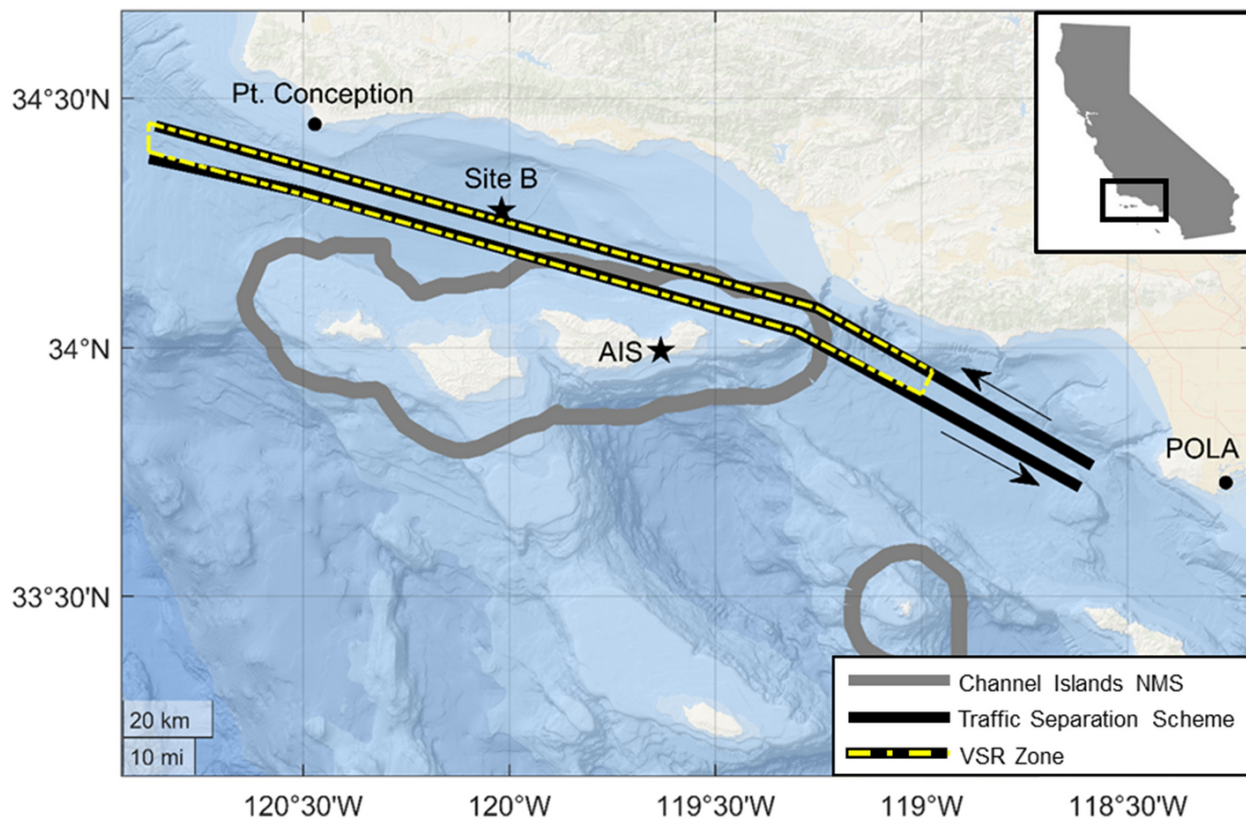 34°30'N
34°N
33°30'N
Pt. Conception
Site B
AIS
POLA
20 km
10 mi
Channel Islands NMS
Traffic Separation Scheme
VSR Zone
120°30'W
120°W
119°30'W
119°W
118°30'W